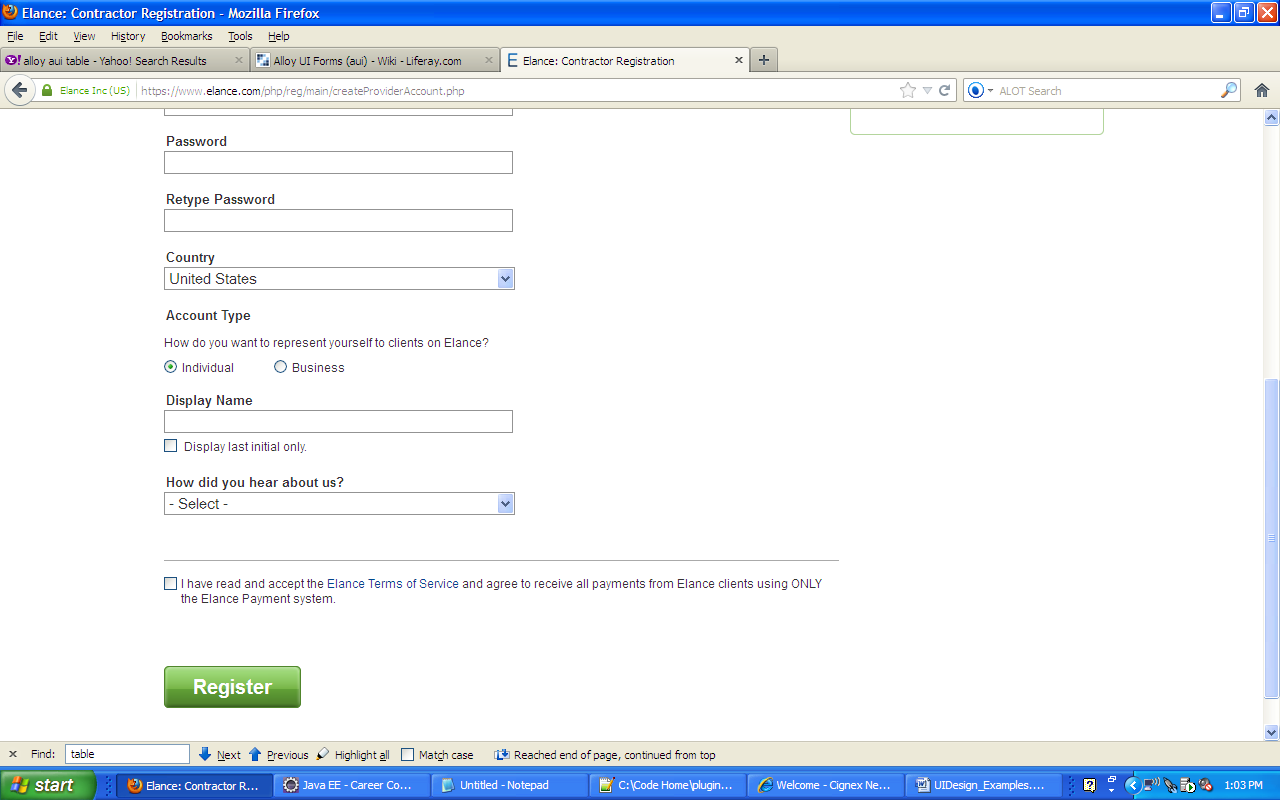 Elance: Contractor Registration - Mozilla Firefox
File Edit View History Bookmarks Tools Help
Y! alloy aui table - Yahoo! Search Results
Alloy UI Forms (aui) - Wiki - Liferay.com
E Elance: Contractor Registration
Elance Inc (US) https://www.elance.com/php/reg/main/createProviderAccount.php
ALOT Search
Password
Retype Password
Country
United States
Account Type
How do you want to represent yourself to clients on Elance?
Individual Business
Display Name
Display last initial only.
How did you hear about us?
- Select -
I have read and accept the Elance Terms of Service and agree to receive all payments from Elance clients using ONLY
the Elance Payment system.
Register
Find: table Next Previous Highlight all Match case Reached end of page, continued from top
start Elance: Contractor R... Java EE - Career Co... Untitled - Notepad C:\Code Home\plugin... Welcome - Cignex Ne... UIDesign_Examples.... 1:03 PM